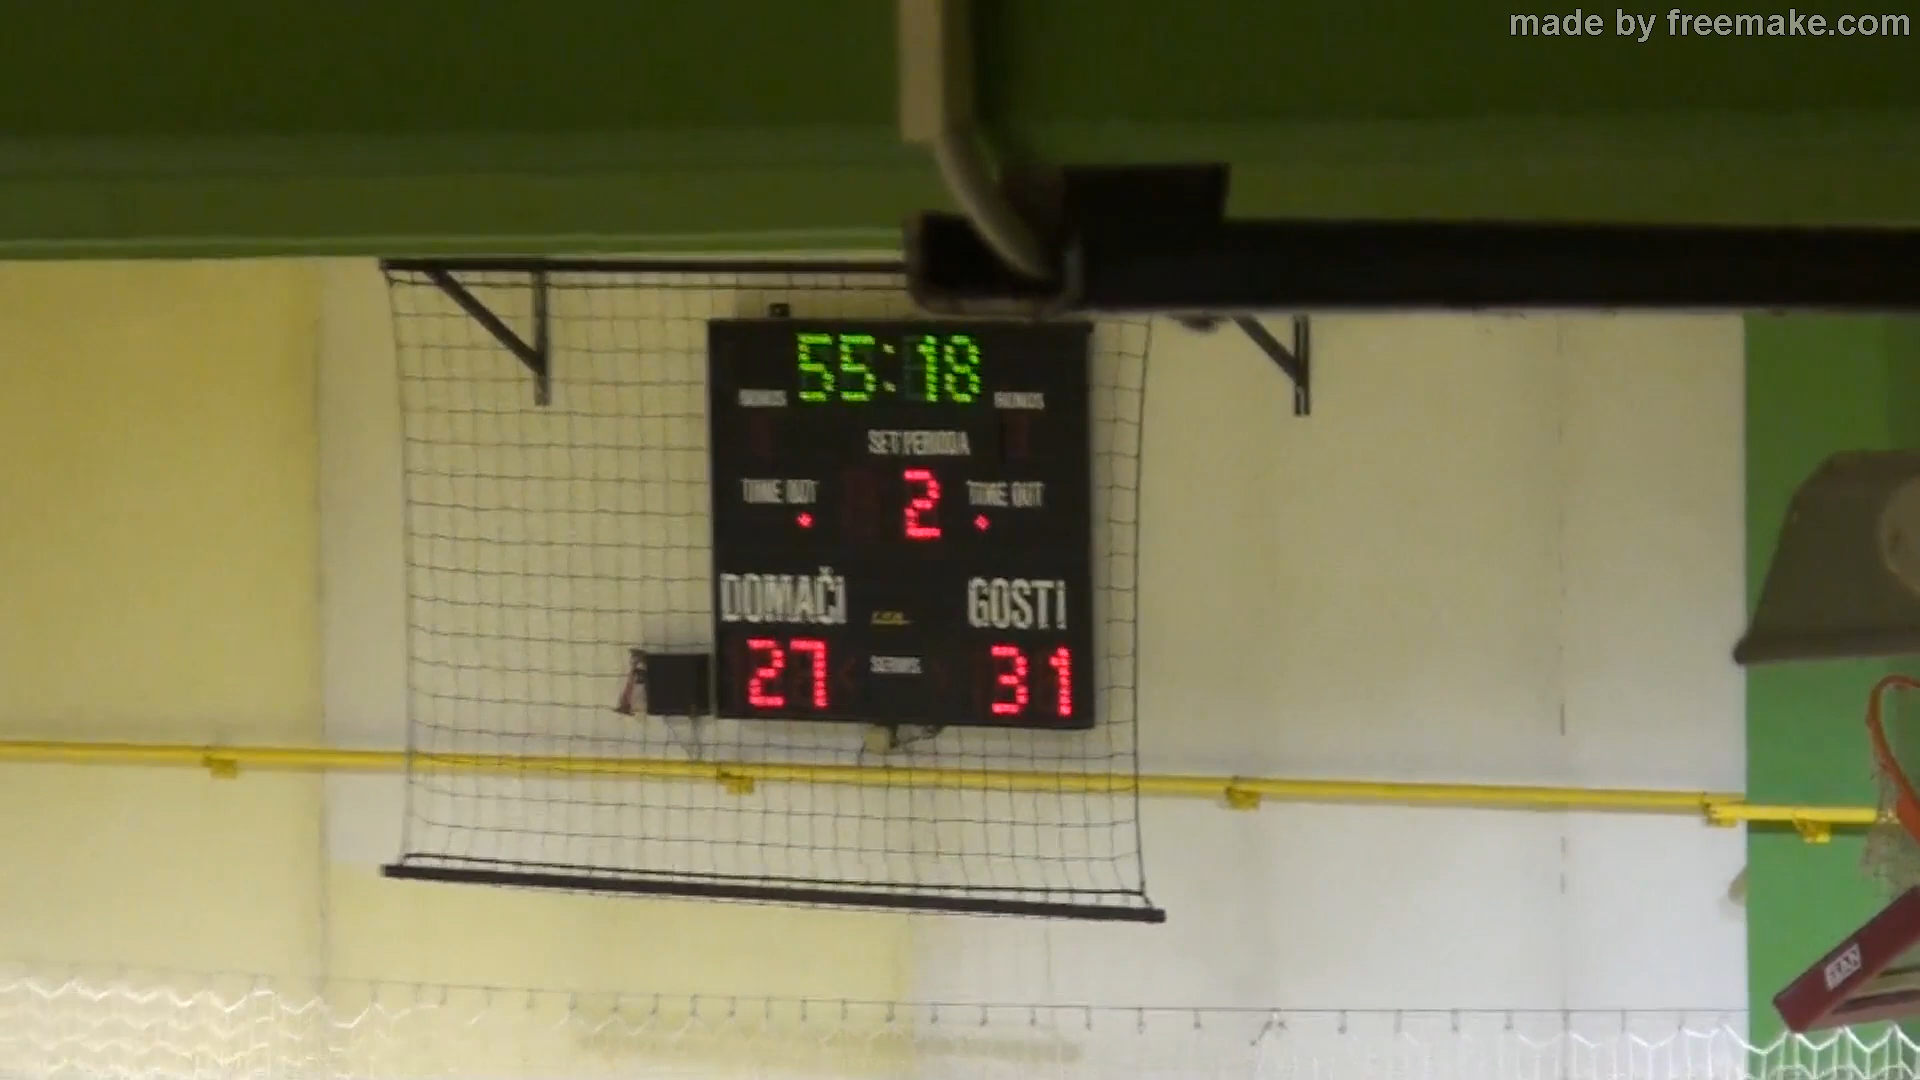 made by freemake.com
55:18
BONUS BONUS
SET PERIODA
TIME OUT 2 TIME OUT
DOMAČI GOSTI
27 SERVIS 31